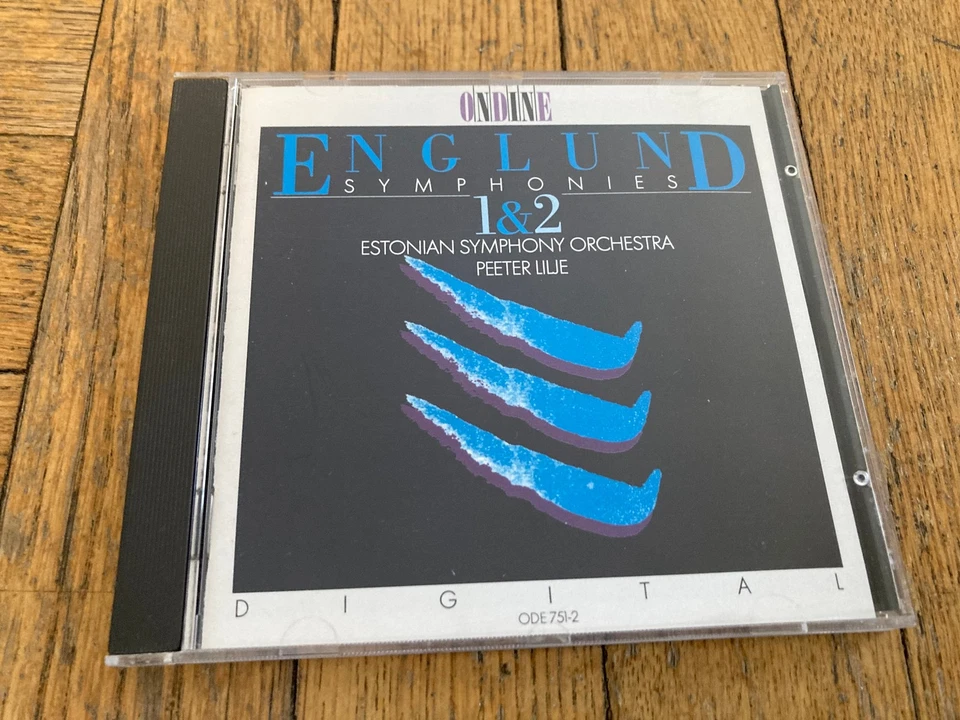 ONDINE
ENGLUND
SYMPHONIES
1&2
ESTONIAN SYMPHONY ORCHESTRA
PEETER LILJE
DIGITAL
ODE 751-2